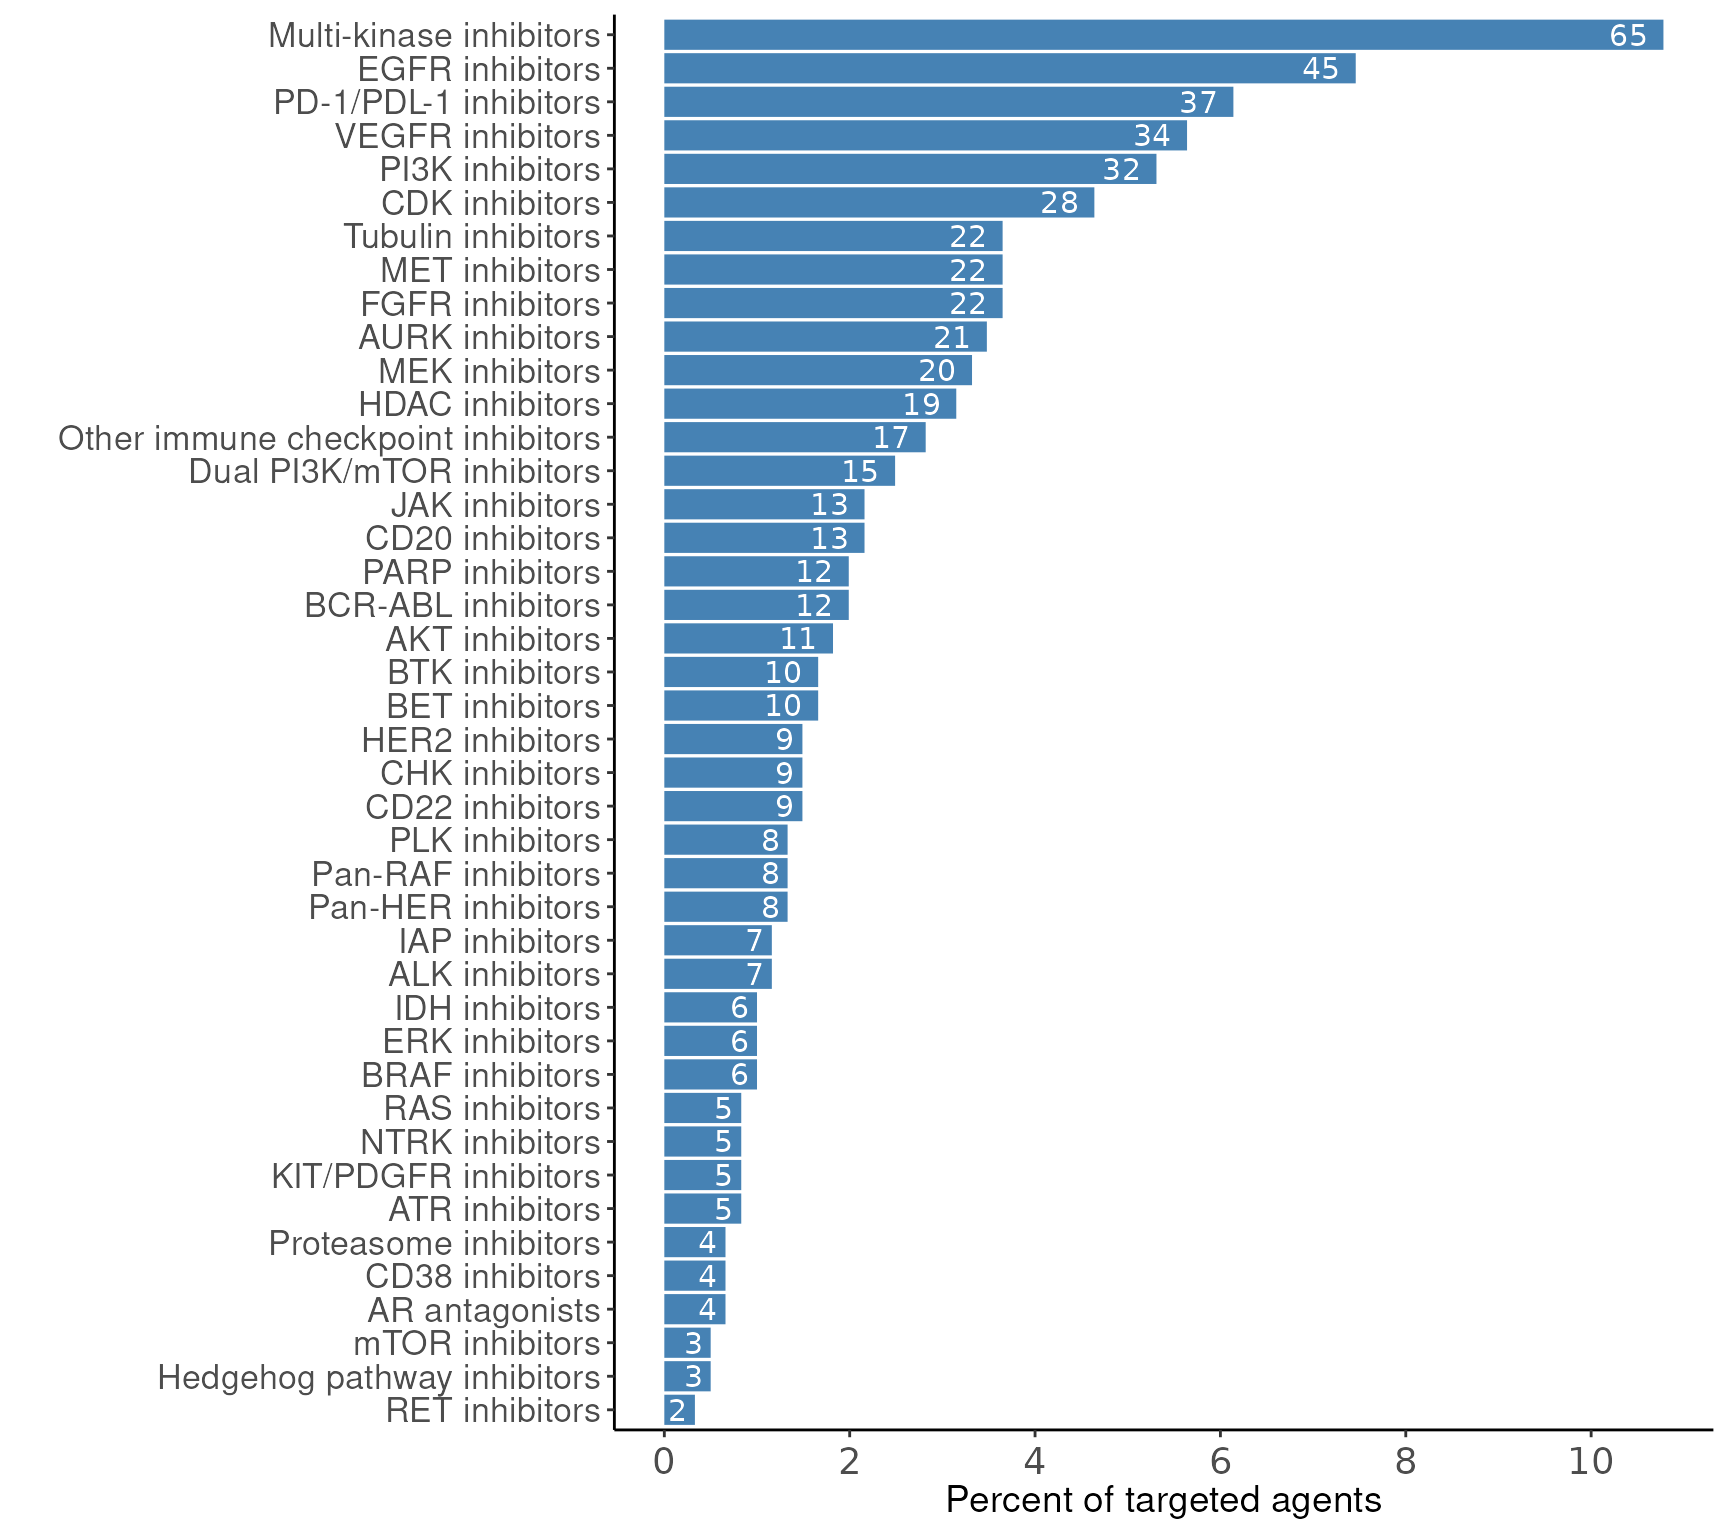 Multi-kinase inhibitors 65
EGFR inhibitors 45
PD-1/PDL-1 inhibitors 37
VEGFR inhibitors 34
PI3K inhibitors 32
CDK inhibitors 28
Tubulin inhibitors 22
MET inhibitors 22
FGFR inhibitors 22
AURK inhibitors 21
MEK inhibitors 20
HDAC inhibitors 19
Other immune checkpoint inhibitors 17
Dual PI3K/mTOR inhibitors 15
JAK inhibitors 13
CD20 inhibitors 13
PARP inhibitors 12
BCR-ABL inhibitors 12
AKT inhibitors 11
BTK inhibitors 10
BET inhibitors 10
HER2 inhibitors 9
CHK inhibitors 9
CD22 inhibitors 9
PLK inhibitors 8
Pan-RAF inhibitors 8
Pan-HER inhibitors 8
IAP inhibitors 7
ALK inhibitors 7
IDH inhibitors 6
ERK inhibitors 6
BRAF inhibitors 6
RAS inhibitors 5
NTRK inhibitors 5
KIT/PDGFR inhibitors 5
ATR inhibitors 5
Proteasome inhibitors 4
CD38 inhibitors 4
AR antagonists 4
mTOR inhibitors 3
Hedgehog pathway inhibitors 3
RET inhibitors 2
0 2 4 6 8 10
Percent of targeted agents